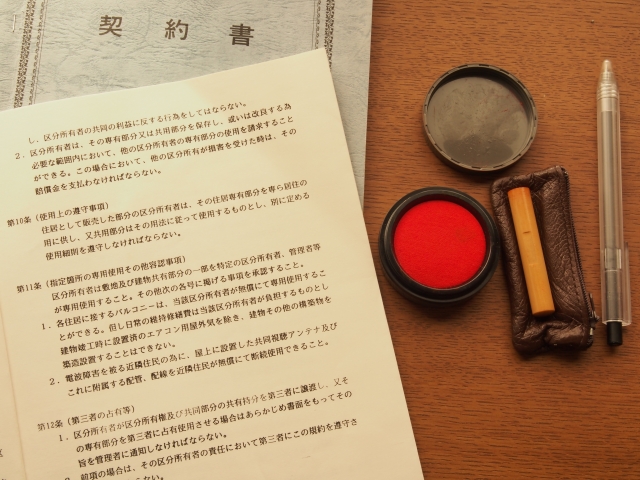 契約書
し、区分所有者の共同の利益に反する行為をしてはならない。
2．区分所有者は、その専有部分又は共用部分を保存し、或いは改良する為
必要な範囲内において、他の区分所有者の専有部分の使用を請求すること
ができる。この場合において、他の区分所有が損害を受けた時は、その
賠償金を支払わなければならない。
第10条（使用上の遵守事項）
住居として販売した部分の区分所有者は、その住居専有部分を専ら居住の
用に供し、又共用部分はその用法に従って使用するものとし、別に定める
使用細則を遵守しなければならない。
第11条（指定箇所の専用使用その他容認事項）
区分所有者は敷地及び建物共有部分の一部を特定の区分所有者、管理者等
が専用使用すること。その他次の各号に掲げる事項を承認すること。
1．各住居に接するバルコニーは、当該区分所有者が無償にて専用使用するこ
とができる。但し日常の維持修繕費は当該区分所有者が負担するものとし
建物竣工時に設置済のエアコン用屋外気を除き、建物その他の構築物を
築造設置することはできない。
2．電波障害を被る近隣住民の為に、屋上に設置した共同視聴アンテナ及び
これに附属する配管、配線を近隣住民が無償にて断続使用できること。
第12条（第三者の占有等）
1．区分所有者が区分所有権及び共同部分の共有持分を第三者に譲渡し、又そ
の専有部分を第三者に占有使用させる場合はあらかじめ書面をもってその
旨を管理者に通知しなければならない。
前項の場合は、その区分所有者の責任において第三者にこの規約を遵守さ
ならない。